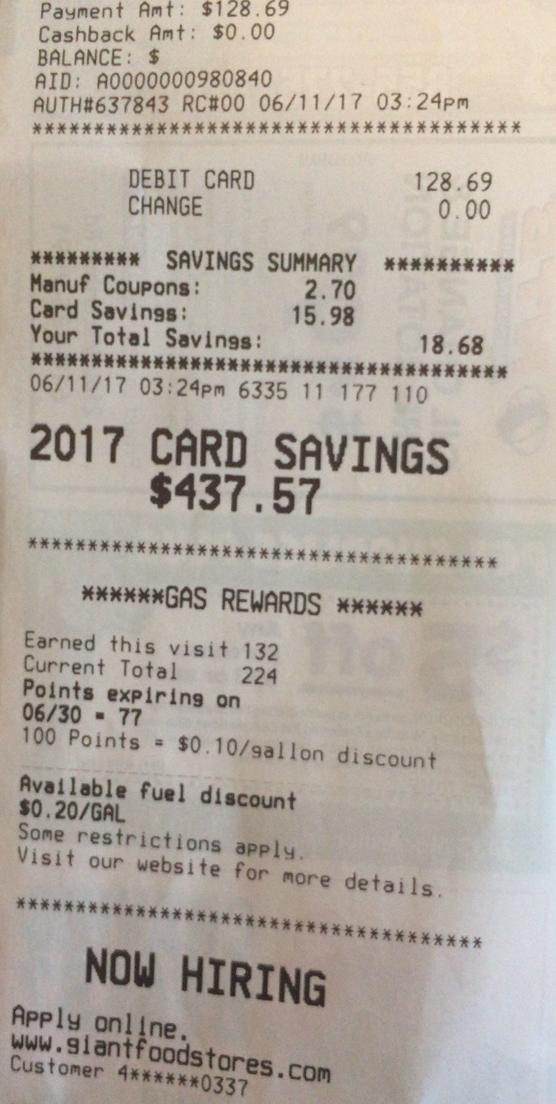 Payment Amt: $128.69
Cashback Amt: $0.00
BALANCE: $
AID: A0000000980840
AUTH#637843 RC#00 06/11/17 03:24pm
****************************************
DEBIT CARD 128.69
CHANGE 0.00
********* SAVINGS SUMMARY **********
Manuf Coupons: 2.70
Card Savings: 15.98
Your Total Savings: 18.68
****************************************
06/11/17 03:24pm 6335 11 177 110
2017 CARD SAVINGS
$437.57
****************************************
******GAS REWARDS ******
Earned this visit 132
Current Total 224
Points expiring on
06/30 = 77
100 Points = $0.10/gallon discount
Available fuel discount
$0.20/GAL
Some restrictions apply.
Visit our website for more details.
****************************************
NOW HIRING
Apply online.
www.giantfoodstores.com
Customer 4******0337